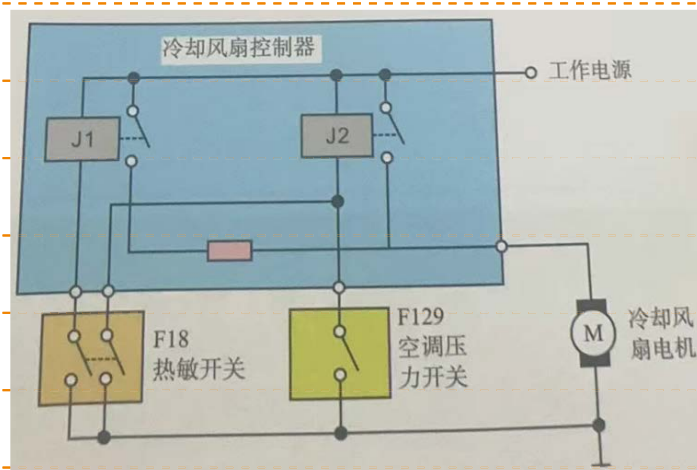 冷却风扇控制器
工作电源
J1
J2
F18
热敏开关
F129
空调压
力开关
M
冷却风
扇电机